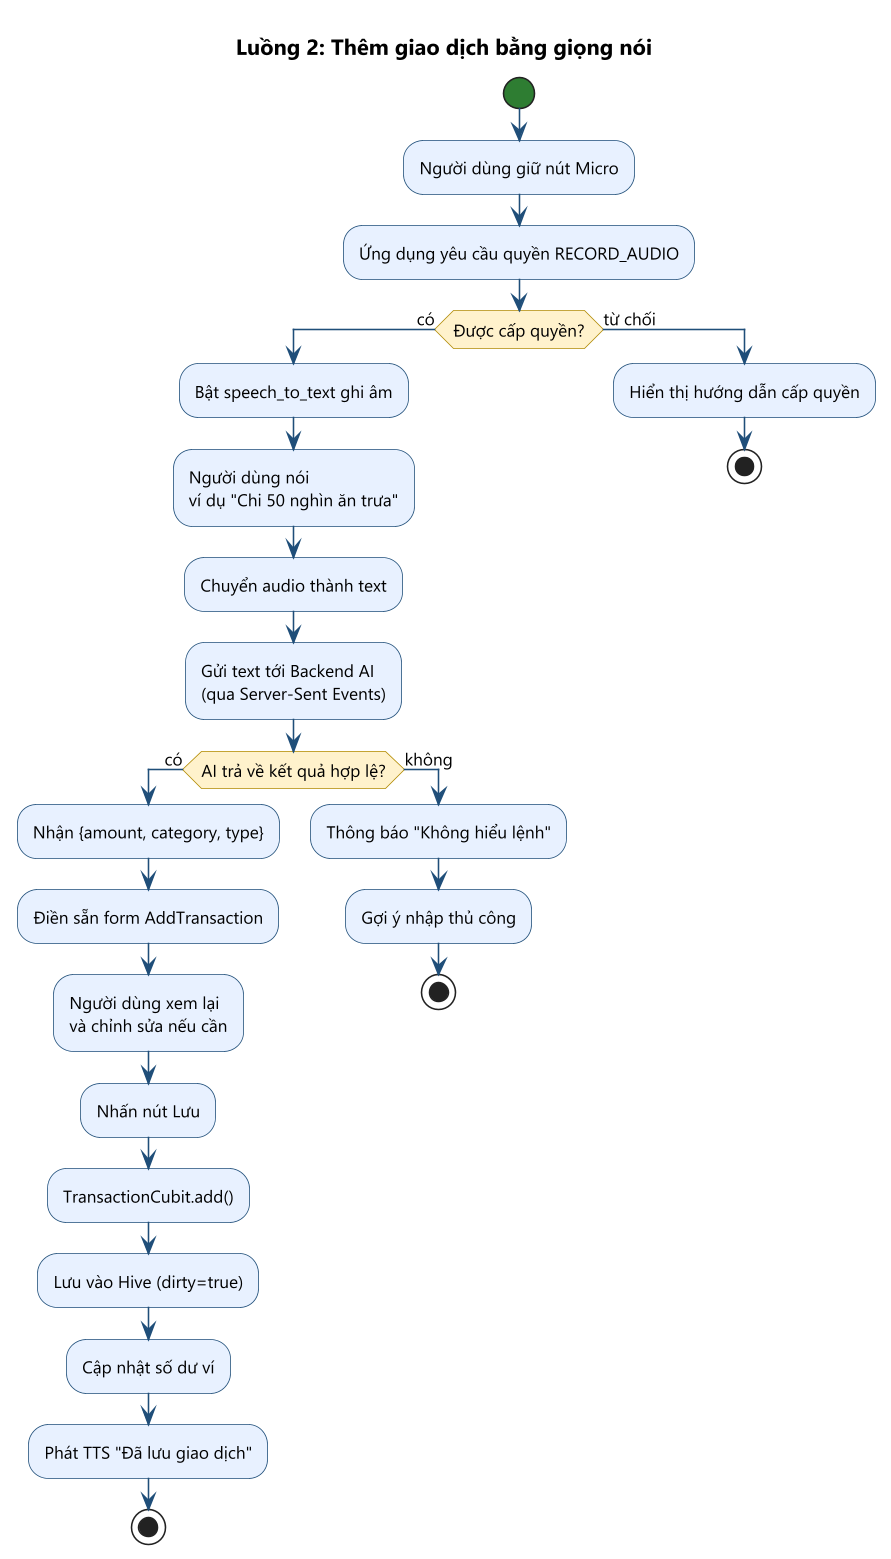 Luồng 2: Thêm giao dịch bằng giọng nói
Người dùng giữ nút Micro
Ứng dụng yêu cầu quyền RECORD_AUDIO
Được cấp quyền?
có
từ chối
Bật speech_to_text ghi âm
Hiển thị hướng dẫn cấp quyền
Người dùng nói
ví dụ "Chi 50 nghìn ăn trưa"
Chuyển audio thành text
Gửi text tới Backend AI
(qua Server-Sent Events)
AI trả về kết quả hợp lệ?
có
không
Nhận {amount, category, type}
Thông báo "Không hiểu lệnh"
Điền sẵn form AddTransaction
Gợi ý nhập thủ công
Người dùng xem lại
và chỉnh sửa nếu cần
Nhấn nút Lưu
TransactionCubit.add()
Lưu vào Hive (dirty=true)
Cập nhật số dư ví
Phát TTS "Đã lưu giao dịch"